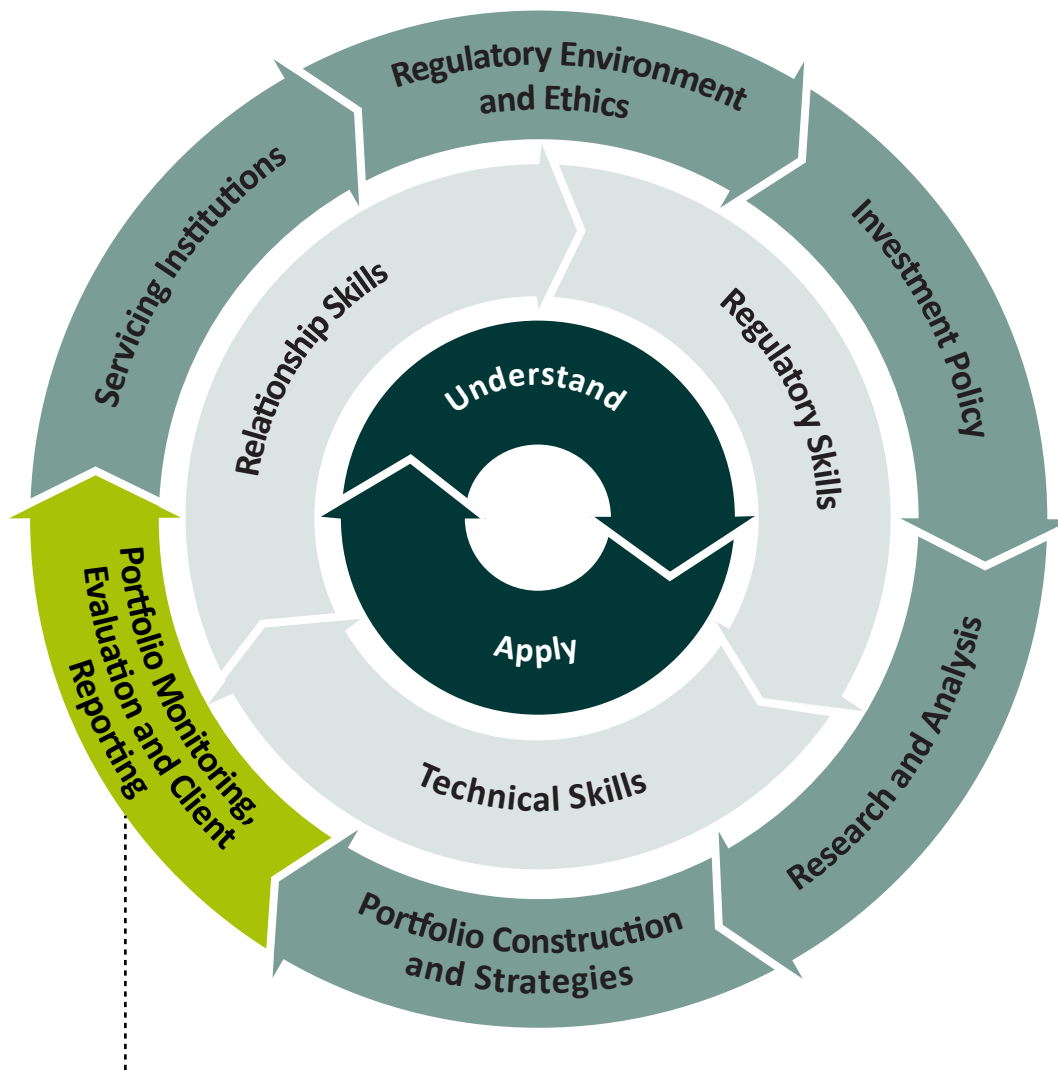 Regulatory Environment
and Ethics
Investment Policy
Research and Analysis
Portfolio Construction
and Strategies
Portfolio Monitoring,
Evaluation and Client
Reporting
Servicing Institutions
Relationship Skills
Regulatory Skills
Technical Skills
Understand
Apply